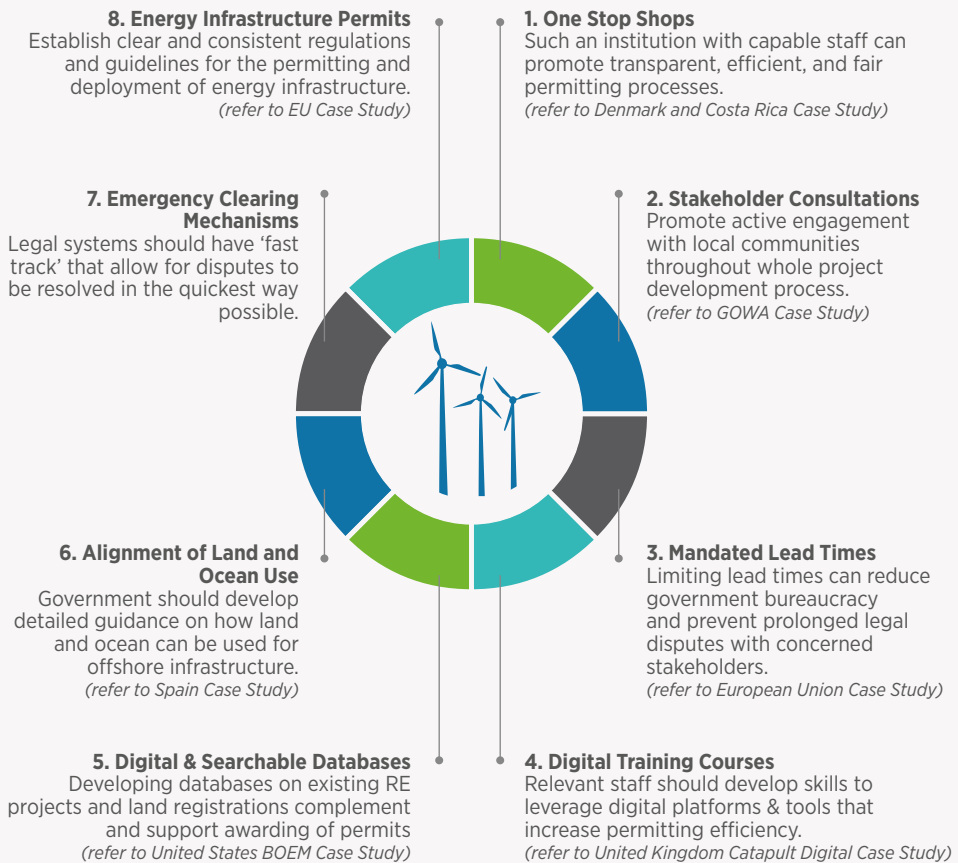 8. Energy Infrastructure Permits
Establish clear and consistent regulations
and guidelines for the permitting and
deployment of energy infrastructure.
(refer to EU Case Study)
1. One Stop Shops
Such an institution with capable staff can
promote transparent, efficient, and fair
permitting processes.
(refer to Denmark and Costa Rica Case Study)
7. Emergency Clearing
Mechanisms
Legal systems should have ‘fast
track’ that allow for disputes to
be resolved in the quickest way
possible.
2. Stakeholder Consultations
Promote active engagement
with local communities
throughout whole project
development process.
(refer to GOWA Case Study)
6. Alignment of Land and
Ocean Use
Government should develop
detailed guidance on how land
and ocean can be used for
offshore infrastructure.
(refer to Spain Case Study)
3. Mandated Lead Times
Limiting lead times can reduce
government bureaucracy
and prevent prolonged legal
disputes with concerned
stakeholders.
(refer to European Union Case Study)
5. Digital & Searchable Databases
Developing databases on existing RE
projects and land registrations complement
and support awarding of permits
(refer to United States BOEM Case Study)
4. Digital Training Courses
Relevant staff should develop skills to
leverage digital platforms & tools that
increase permitting efficiency.
(refer to United Kingdom Catapult Digital Case Study)